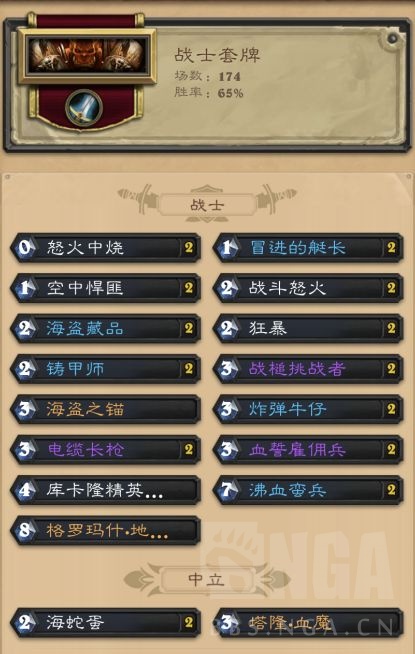 战士套牌
场数：174
胜率：65%
战士
0 怒火中烧 2
1 冒进的艇长 2
1 空中悍匪 2
2 战斗怒火 2
2 海盗藏品 2
2 狂暴 2
2 铸甲师 2
3 战槌挑战者 2
3 海盗之锚
3 炸弹牛仔 2
3 电缆长枪 2
3 血誓雇佣兵 2
4 库卡隆精英...
7 沸血蛮兵 2
8 格罗玛什·地...
中立
2 海蛇蛋 2
3 塔隆·血魔
NGA
BBS.NGA.CN